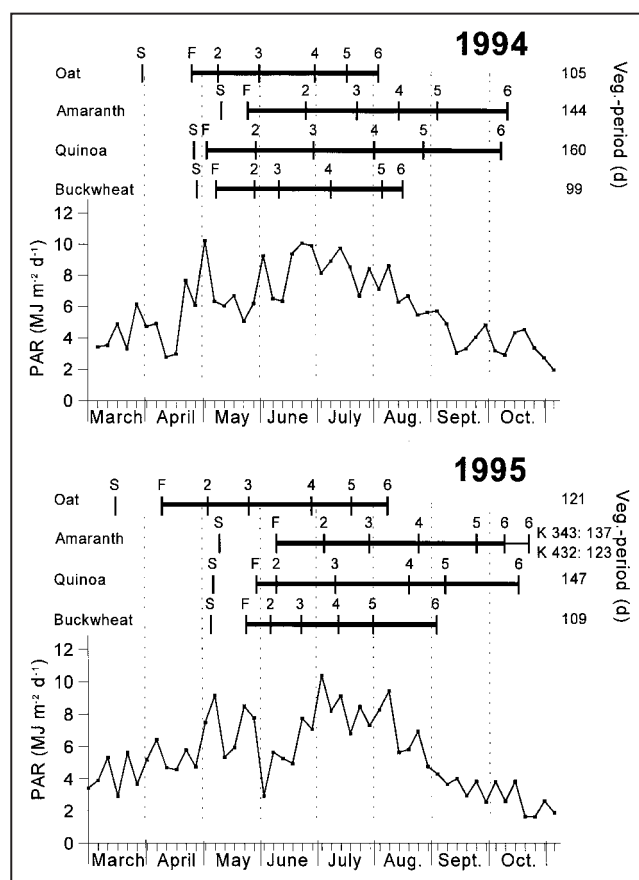 1994
S F 2 3 4 5 6
Oat 105
S F 2 3 4 5 6
Amaranth 144
S F 2 3 4 5 6
Quinoa 160
S F 2 3 4 5 6
Buckwheat 99
Veg.-period (d)
12
10
8
6
4
2
0
PAR (MJ m⁻² d⁻¹)
March April May June July Aug. Sept. Oct.
1995
S F 2 3 4 5 6
Oat 121
S F 2 3 4 5 6 6
Amaranth K 343: 137
K 432: 123
S F 2 3 4 5 6
Quinoa 147
S F 2 3 4 5 6
Buckwheat 109
Veg.-period (d)
12
10
8
6
4
2
0
PAR (MJ m⁻² d⁻¹)
March April May June July Aug. Sept. Oct.